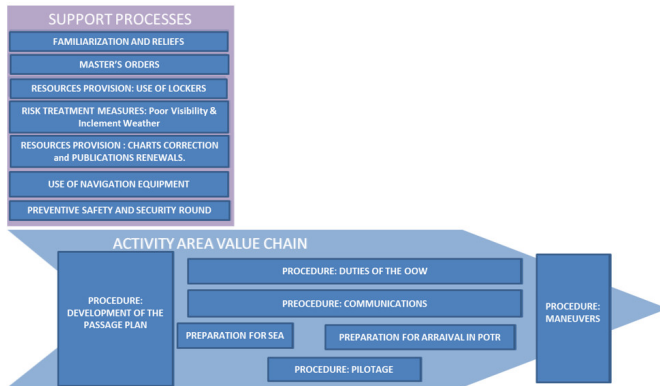 SUPPORT PROCESSES
FAMILIARIZATION AND RELIEFS
MASTER'S ORDERS
RESOURCES PROVISION: USE OF LOCKERS
RISK TREATMENT MEASURES: Poor Visibility &
Inclement Weather
RESOURCES PROVISION : CHARTS CORRECTION
and PUBLICATIONS RENEWALS.
USE OF NAVIGATION EQUIPMENT
PREVENTIVE SAFETY AND SECURITY ROUND
ACTIVITY AREA VALUE CHAIN
PROCEDURE:
DEVELOPMENT OF THE
PASSAGE PLAN
PROCEDURE: DUTIES OF THE OOW
PREOCEDURE: COMMUNICATIONS
PREPARATION FOR SEA
PREPARATION FOR ARRAIVAL IN POTR
PROCEDURE: PILOTAGE
PROCEDURE:
MANEUVERS